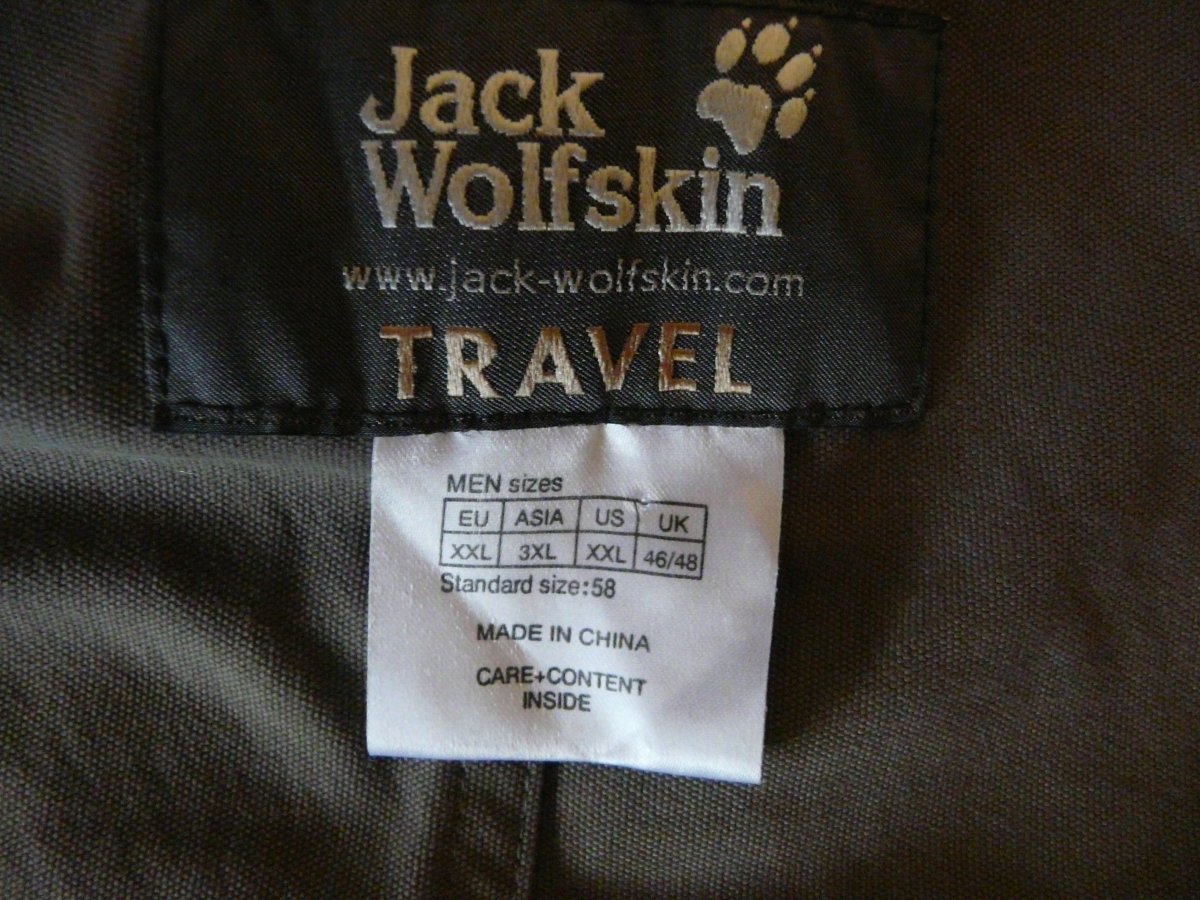 Jack
Wolfskin
www.jack-wolfskin.com
TRAVEL
MEN sizes
EU ASIA US UK
XXL 3XL XXL 46/48
Standard size:58
MADE IN CHINA
CARE+CONTENT
INSIDE